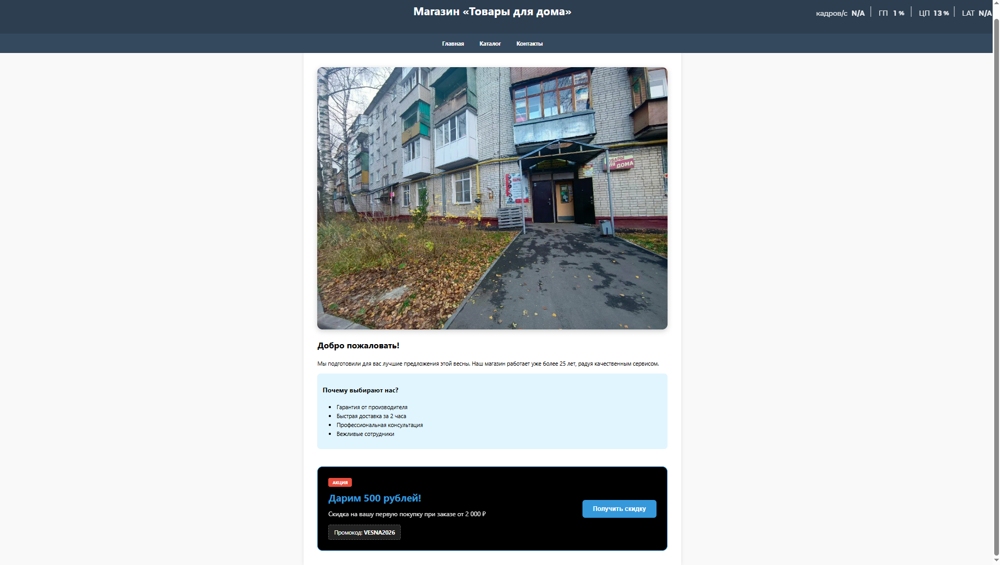 Магазин «Товары для дома»
кадров/с N/A | ГП 1 % | ЦП 13 % | LAT N/A
Главная Каталог Контакты
ТОВАРЫ
ДЛЯ ДОМА
Добро пожаловать!
Мы подготовили для вас лучшие предложения этой весны. Наш магазин работает уже более 25 лет, радуя качественным сервисом.
Почему выбирают нас?
• Гарантия от производителя
• Быстрая доставка за 2 часа
• Профессиональная консультация
• Вежливые сотрудники
АКЦИЯ
Дарим 500 рублей!
Скидка на вашу первую покупку при заказе от 2 000 ₽
Промокод: VESNA2026
Получить скидку